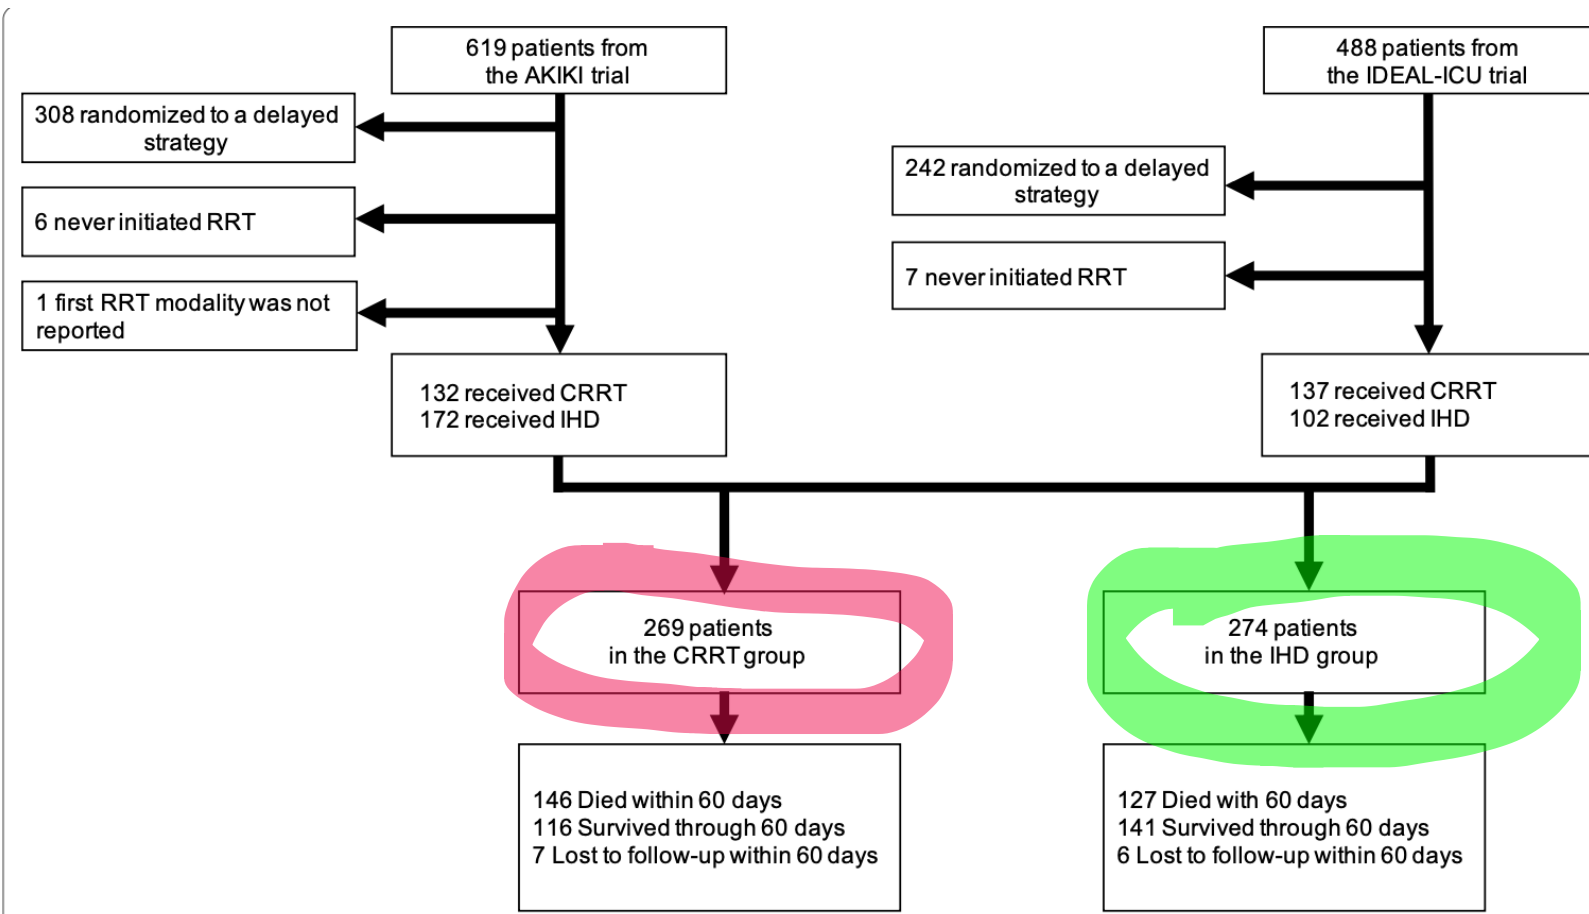 619 patients from
the AKIKI trial
488 patients from
the IDEAL-ICU trial
308 randomized to a delayed
strategy
242 randomized to a delayed
strategy
6 never initiated RRT
7 never initiated RRT
1 first RRT modality was not
reported
132 received CRRT
172 received IHD
137 received CRRT
102 received IHD
269 patients
in the CRRT group
274 patients
in the IHD group
146 Died within 60 days
116 Survived through 60 days
7 Lost to follow-up within 60 days
127 Died with 60 days
141 Survived through 60 days
6 Lost to follow-up within 60 days